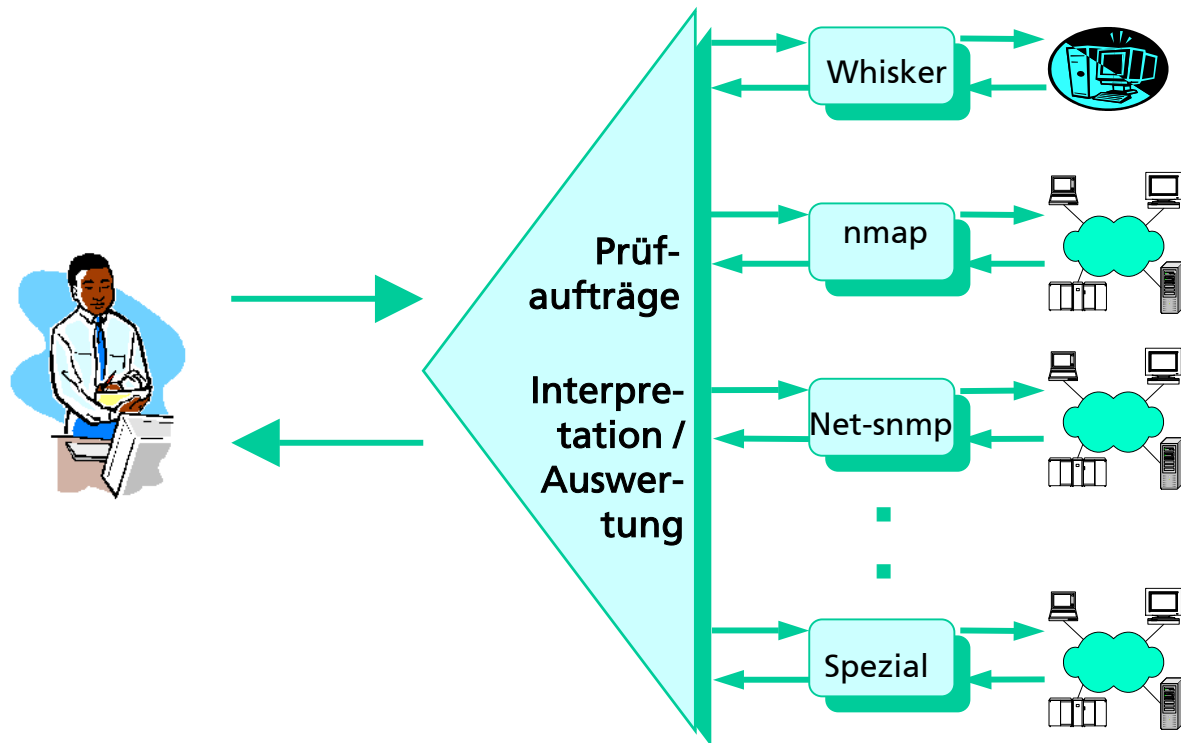 Whisker
nmap
Prüf-
aufträge
Interpre-
tation /
Auswer-
tung
Net-snmp
Spezial